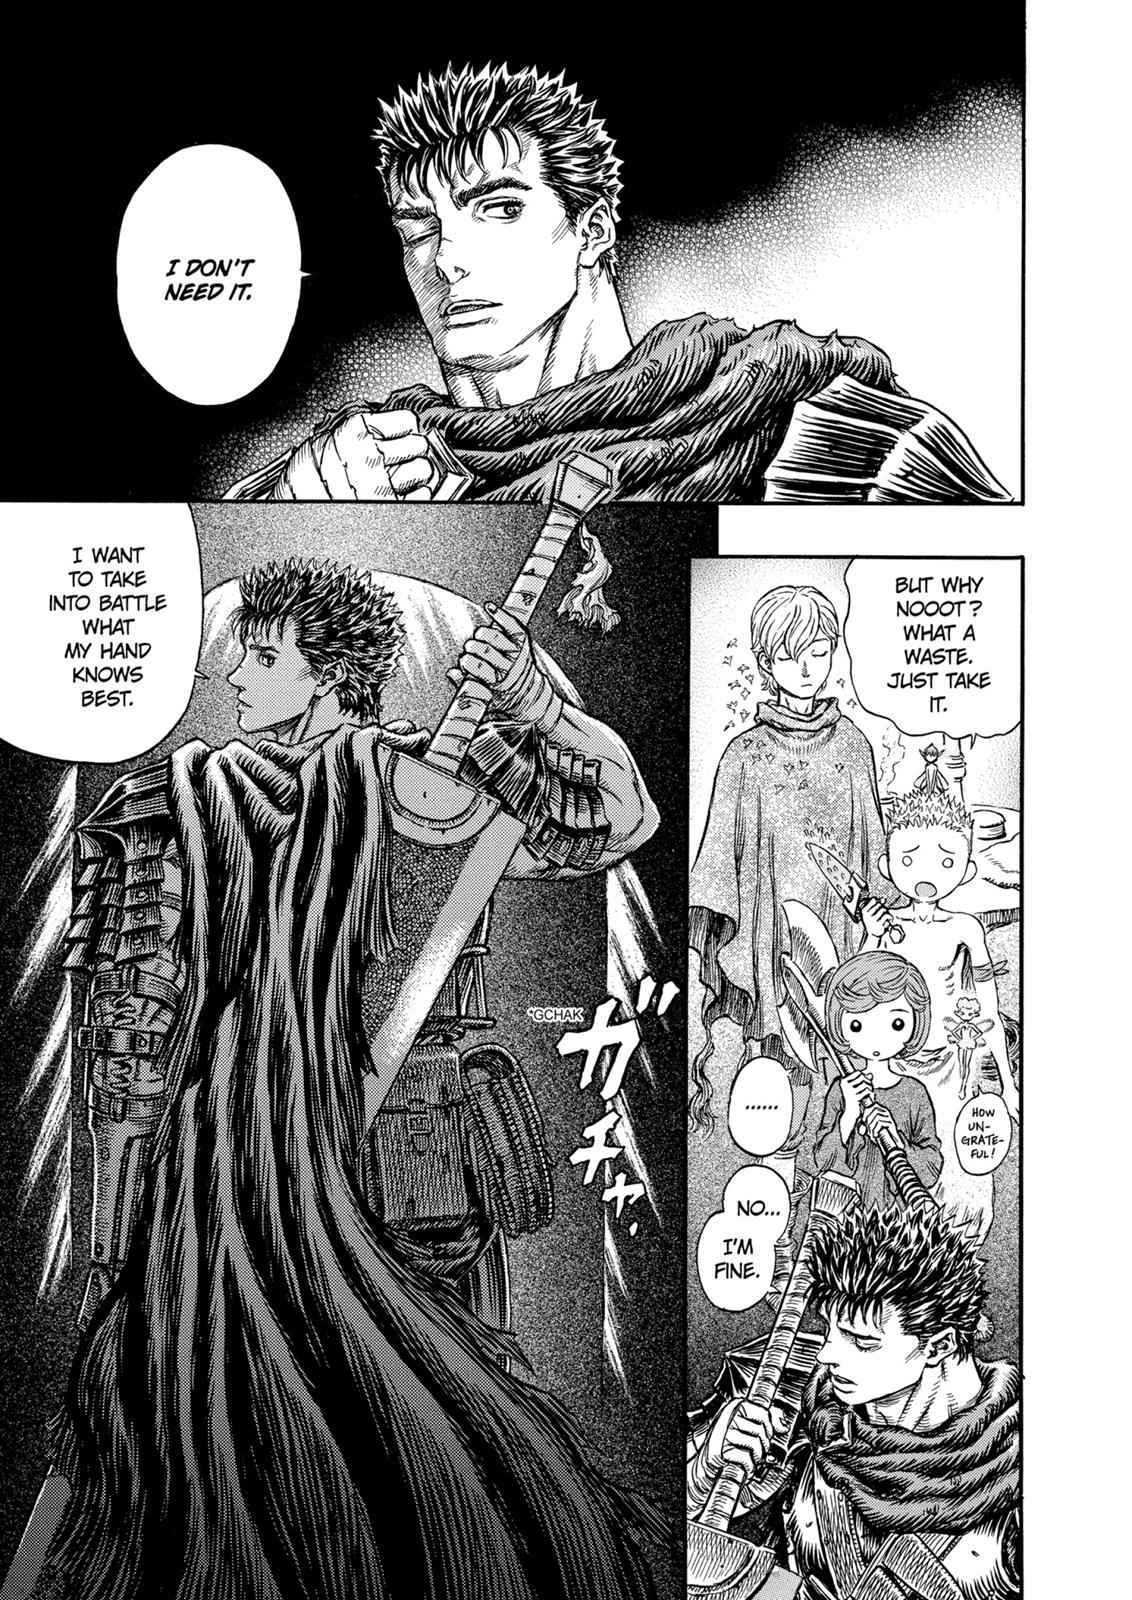 I DON'T
NEED IT.
BUT WHY
NOOOT?
WHAT A
WASTE.
JUST TAKE
IT.
HOW
UN-
GRATE-
FUL!
......
NO...
I'M
FINE.
I WANT
TO TAKE
INTO BATTLE
WHAT
MY HAND
KNOWS
BEST.
*GCHAK
ガチャ